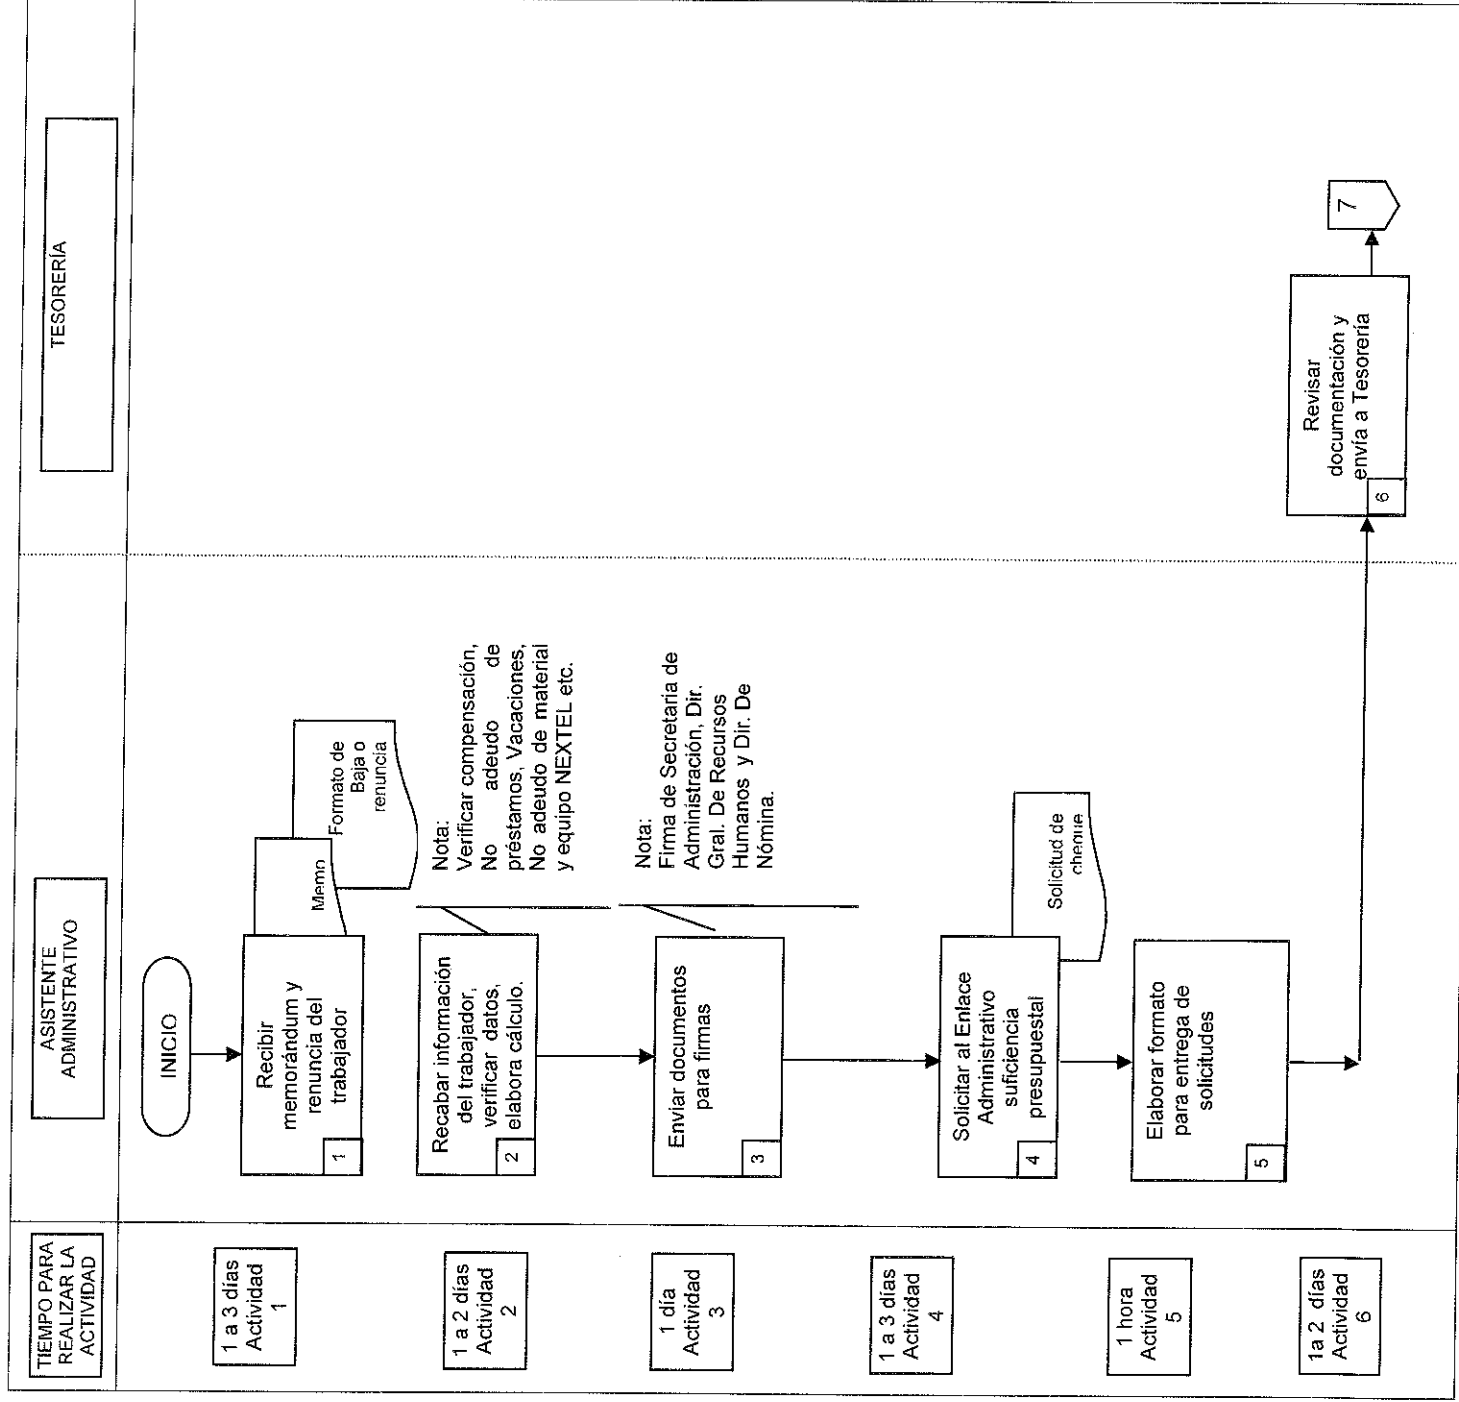 TIEMPO PARA
REALIZAR LA
ACTIVIDAD
ASISTENTE
ADMINISTRATIVO
TESORERÍA
INICIO
1 a 3 días
Actividad
1
Recibir
memorándum y
renuncia del
trabajador
1
Memo
Formato de
Baja o
renuncia
1 a 2 días
Actividad
2
Recabar información
del trabajador,
verificar datos,
elabora cálculo.
2
Nota:
Verificar compensación,
No adeudo de
préstamos, Vacaciones,
No adeudo de material
y equipo NEXTEL etc.
1 día
Actividad
3
Enviar documentos
para firmas
3
Nota:
Firma de Secretaria de
Administración, Dir.
Gral. De Recursos
Humanos y Dir. De
Nómina.
1 a 3 días
Actividad
4
Solicitar al Enlace
Administrativo
suficiencia
presupuestal
4
Solicitud de
cheque
1 hora
Actividad
5
Elaborar formato
para entrega de
solicitudes
5
1a 2 días
Actividad
6
Revisar
documentación y
envía a Tesorería
6
7